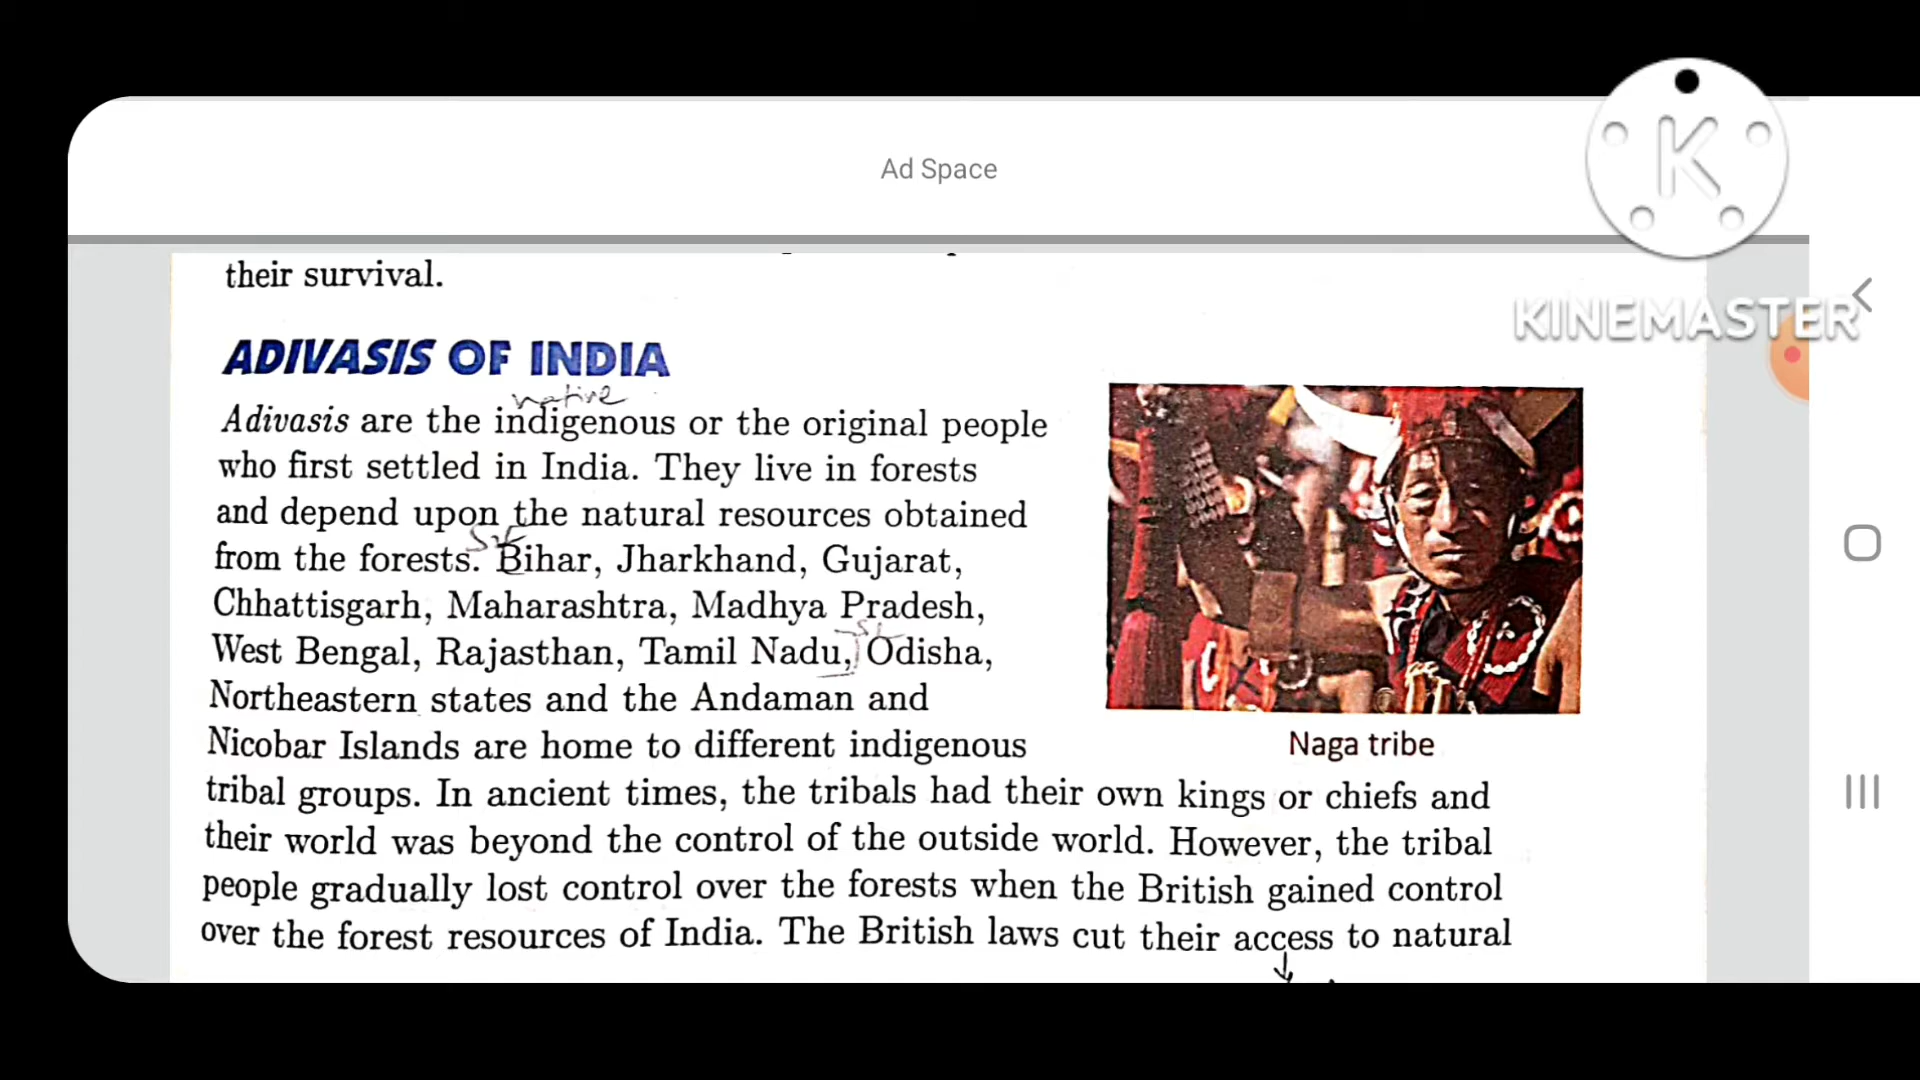 Ad Space
K
KINEMASTER
their survival.
ADIVASIS OF INDIA
native
Adivasis are the indigenous or the original people
who first settled in India. They live in forests
and depend upon the natural resources obtained
from the forests. Bihar, Jharkhand, Gujarat,
Chhattisgarh, Maharashtra, Madhya Pradesh,
West Bengal, Rajasthan, Tamil Nadu, Odisha,
Northeastern states and the Andaman and
Nicobar Islands are home to different indigenous
Naga tribe
tribal groups. In ancient times, the tribals had their own kings or chiefs and
their world was beyond the control of the outside world. However, the tribal
people gradually lost control over the forests when the British gained control
over the forest resources of India. The British laws cut their access to natural